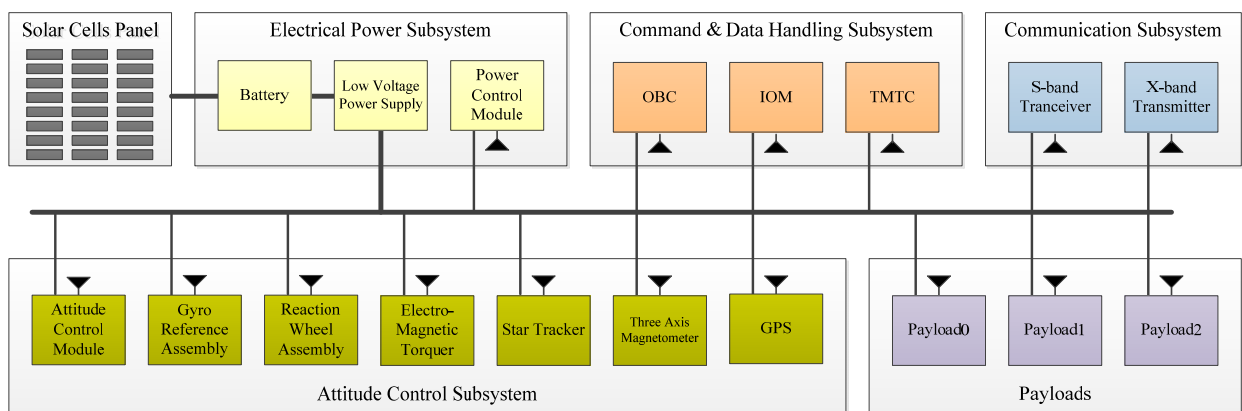 Solar Cells Panel
Electrical Power Subsystem
Command & Data Handling Subsystem
Communication Subsystem
Battery
Low Voltage
Power Supply
Power
Control
Module
OBC
IOM
TMTC
S-band
Tranceiver
X-band
Transmitter
Attitude
Control
Module
Gyro
Reference
Assembly
Reaction
Wheel
Assembly
Electro-
Magnetic
Torquer
Star Tracker
Three Axis
Magnetometer
GPS
Payload0
Payload1
Payload2
Attitude Control Subsystem
Payloads